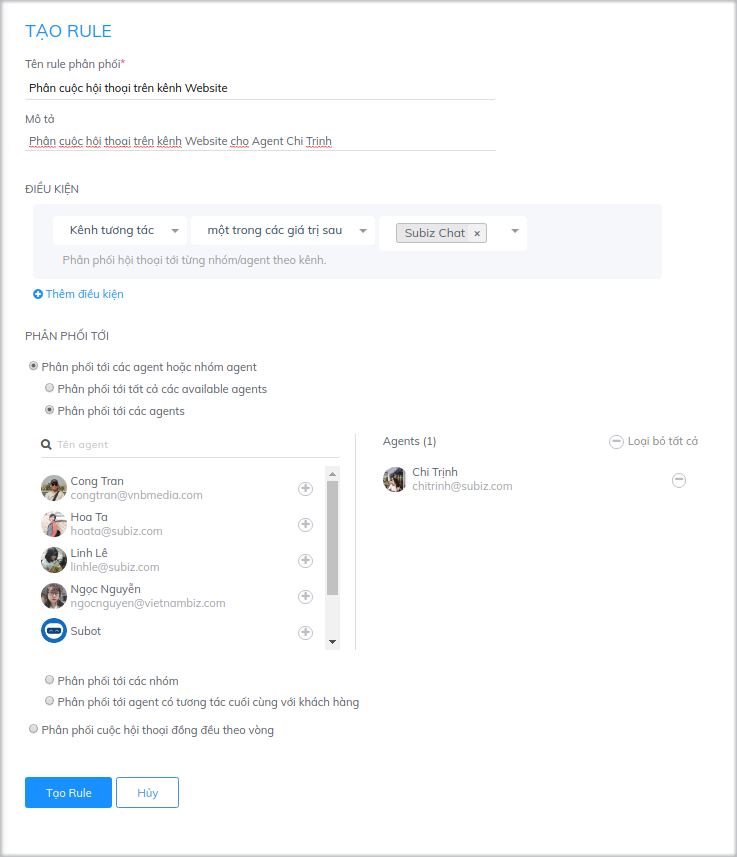 TẠO RULE
Tên rule phân phối*
Phân cuộc hội thoại trên kênh Website
Mô tả
Phân cuộc hội thoại trên kênh Website cho Agent Chi Trinh
ĐIỀU KIỆN
Kênh tương tác một trong các giá trị sau Subiz Chat ×
Phân phối hội thoại tới từng nhóm/agent theo kênh.
Thêm điều kiện
PHÂN PHỐI TỚI
Phân phối tới các agent hoặc nhóm agent
Phân phối tới tất cả các available agents
Phân phối tới các agents
Tên agent
Cong Tran
congtran@vnbmedia.com
Hoa Ta
hoata@subiz.com
Linh Lê
linhle@subiz.com
Ngọc Nguyễn
ngocnguyen@vietnambiz.com
Subot
Agents (1) Loại bỏ tất cả
Chi Trịnh
chitrinh@subiz.com
Phân phối tới các nhóm
Phân phối tới agent có tương tác cuối cùng với khách hàng
Phân phối cuộc hội thoại đồng đều theo vòng
Tạo Rule Hủy